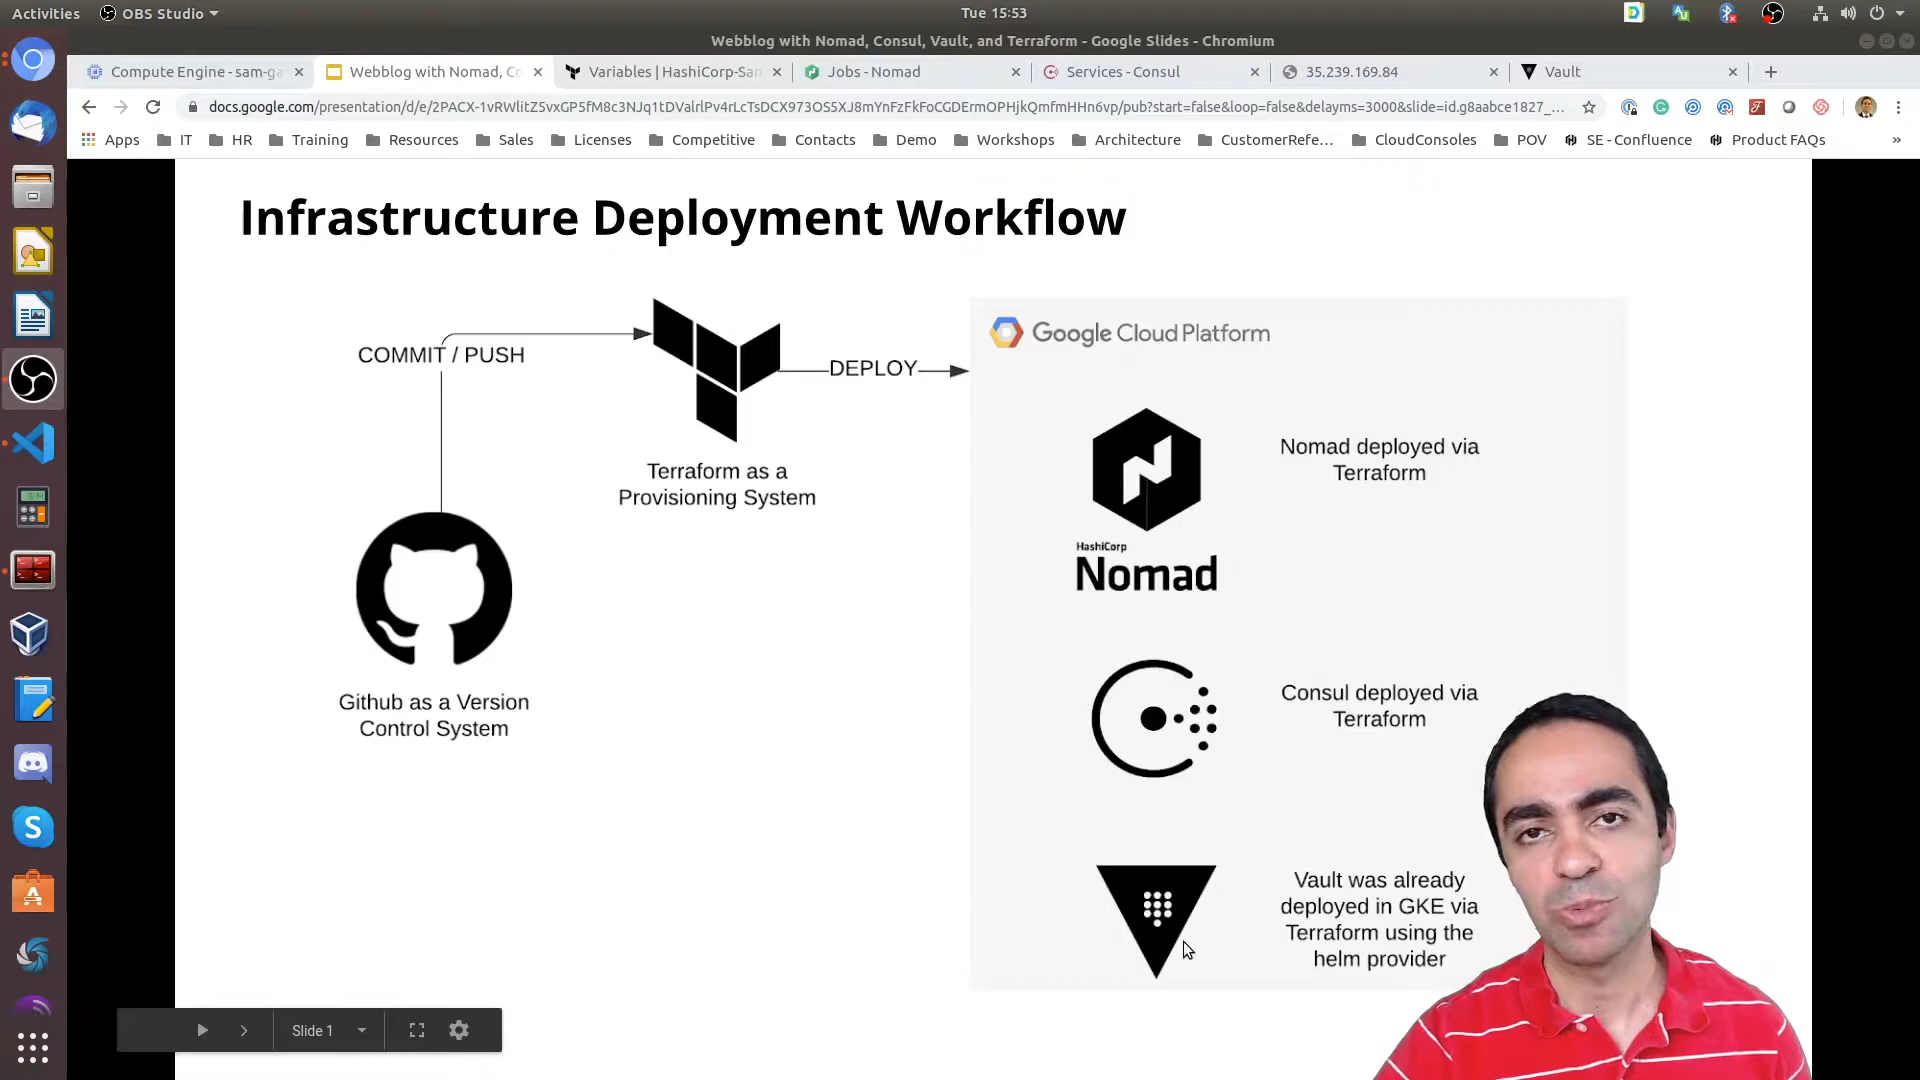 Activities
OBS Studio
Tue 15:53
Webblog with Nomad, Consul, Vault, and Terraform - Google Slides - Chromium
Compute Engine - sam-ga
Webblog with Nomad, Co
Variables | HashiCorp-San
Jobs - Nomad
Services - Consul
35.239.169.84
Vault
docs.google.com/presentation/d/e/2PACX-1vRWlitZ5vxGP5fM8c3NJq1tDValrlPv4rLcTsDCX973OS5XJ8mYnFzFkFoCGDErmOPHjkQmfmHHn6vp/pub?start=false&loop=false&delayms=3000&slide=id.g8aabce1827_...
Apps
IT
HR
Training
Resources
Sales
Licenses
Competitive
Contacts
Demo
Workshops
Architecture
CustomerRefe...
CloudConsoles
POV
SE - Confluence
Product FAQs
»
Infrastructure Deployment Workflow
COMMIT / PUSH
DEPLOY
Google Cloud Platform
Terraform as a
Provisioning System
Nomad deployed via
Terraform
HashiCorp
Nomad
Github as a Version
Control System
Consul deployed via
Terraform
Vault was already
deployed in GKE via
Terraform using the
helm provider
Slide 1